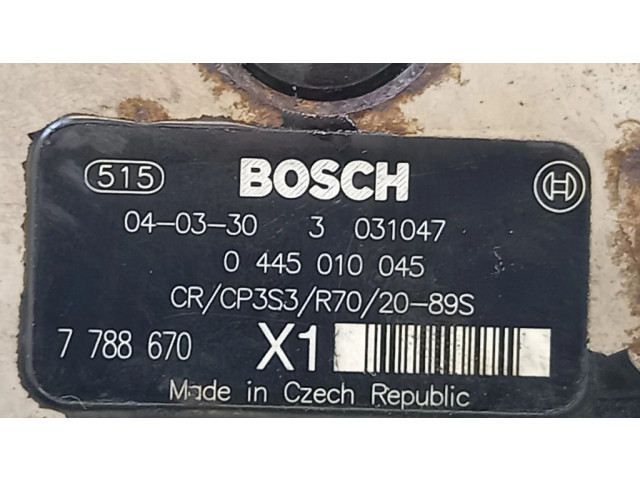 515 BOSCH
04-03-30 3 031047
0 445 010 045
CR/CP3S3/R70/20-89S
7 788 670 X1
Made in Czech Republic